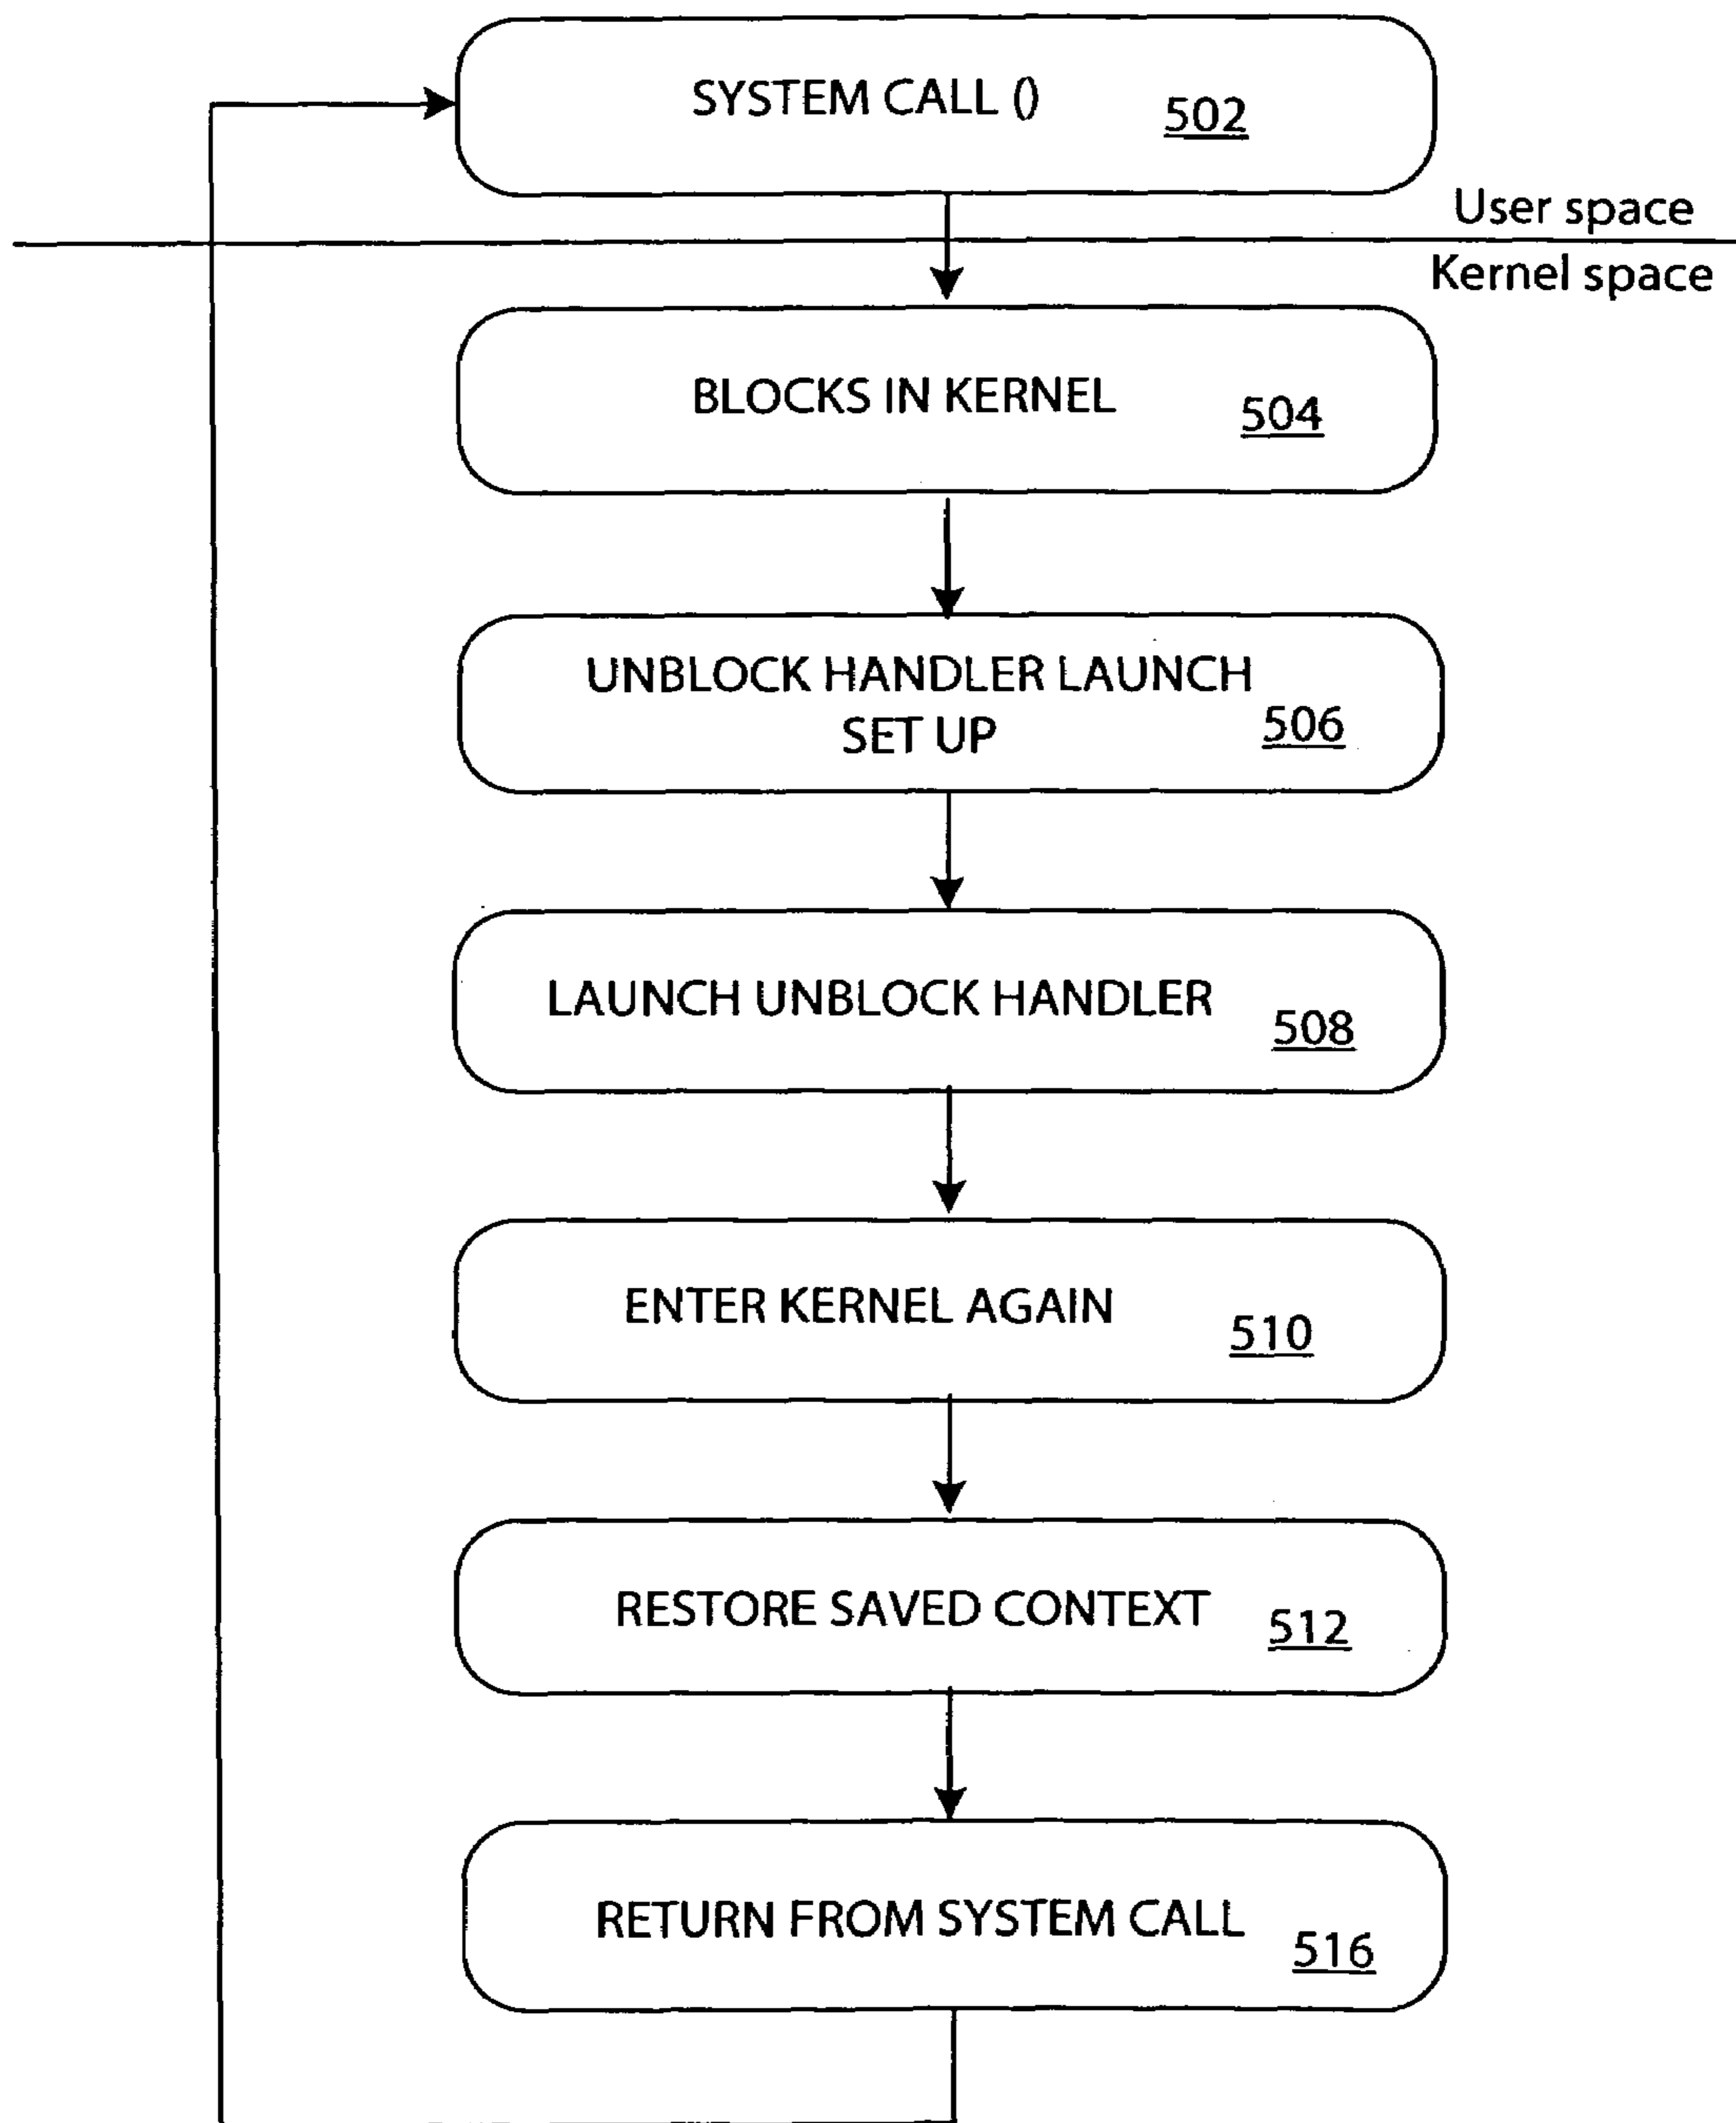 SYSTEM CALL () 502
User space
Kernel space
BLOCKS IN KERNEL 504
UNBLOCK HANDLER LAUNCH
SET UP 506
LAUNCH UNBLOCK HANDLER 508
ENTER KERNEL AGAIN 510
RESTORE SAVED CONTEXT 512
RETURN FROM SYSTEM CALL 516